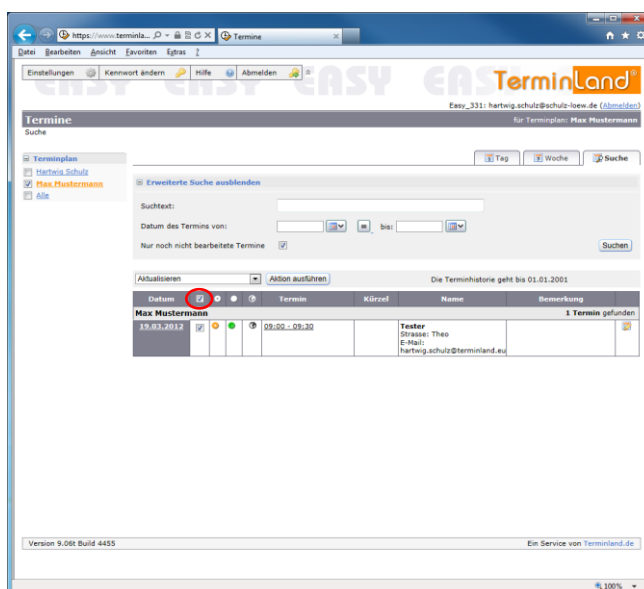 https://www.terminla...
Termine
Datei Bearbeiten Ansicht Favoriten Extras ?
Einstellungen Kennwort ändern Hilfe Abmelden
EASY EASY EASY EASY EASY
Terminland®
Easy_331: hartwig.schulz@schulz-loew.de (Abmelden)
Termine
für Terminplan: Max Mustermann
Suche
Terminplan
Tag Woche Suche
Hartwig Schulz
Max Mustermann
Alle
Erweiterte Suche ausblenden
Suchtext:
Datum des Termins von: = bis:
Nur noch nicht bearbeitete Termine
Suchen
Aktualisieren Aktion ausführen Die Terminhistorie geht bis 01.01.2001
Datum Termin Kürzel Name Bemerkung
Max Mustermann 1 Termin gefunden
19.03.2012 09:00 - 09:30 Tester
Strasse: Theo
E-Mail:
hartwig.schulz@terminland.eu
Version 9.06t Build 4455 Ein Service von Terminland.de
100%